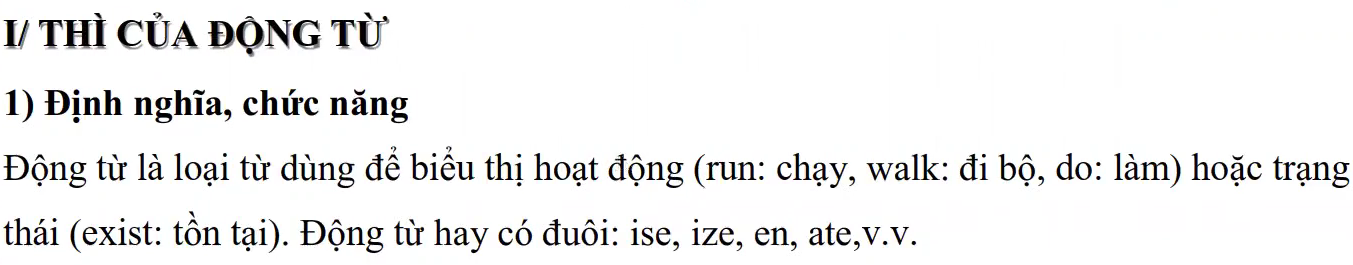 I/ THÌ CỦA ĐỘNG TỪ
1) Định nghĩa, chức năng
Động từ là loại từ dùng để biểu thị hoạt động (run: chạy, walk: đi bộ, do: làm) hoặc trạng
thái (exist: tồn tại). Động từ hay có đuôi: ise, ize, en, ate,v.v.